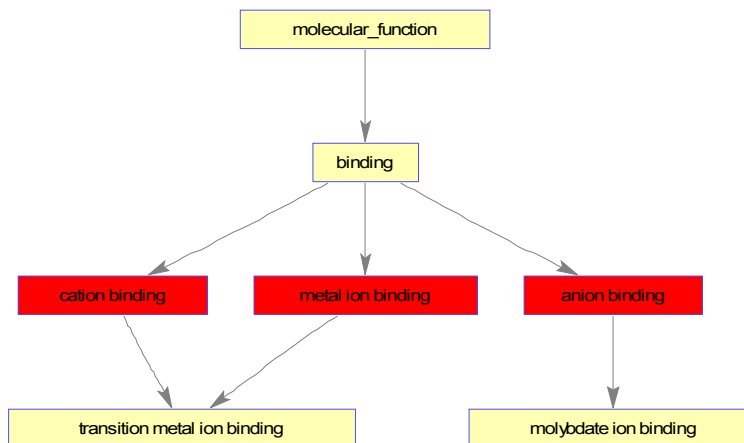 molecular_function
binding
cation binding
metal ion binding
anion binding
transition metal ion binding
molybdate ion binding